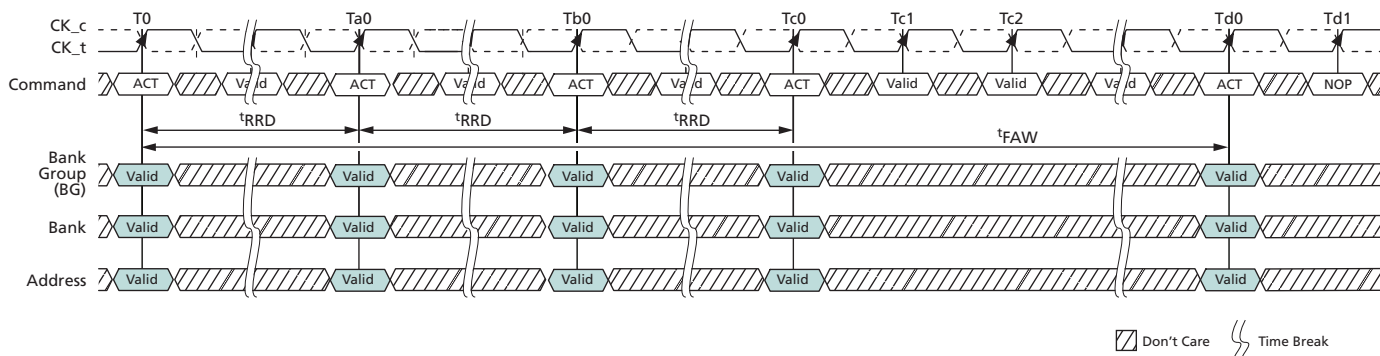 T0 Ta0 Tb0 Tc0 Tc1 Tc2 Td0 Td1
CK_c
CK_t
Command ACT Valid ACT Valid ACT Valid ACT Valid Valid Valid ACT NOP
tRRD tRRD tRRD
tFAW
Bank
Group
(BG)
Valid Valid Valid Valid Valid
Bank Valid Valid Valid Valid Valid
Address Valid Valid Valid Valid Valid
Don't Care Time Break